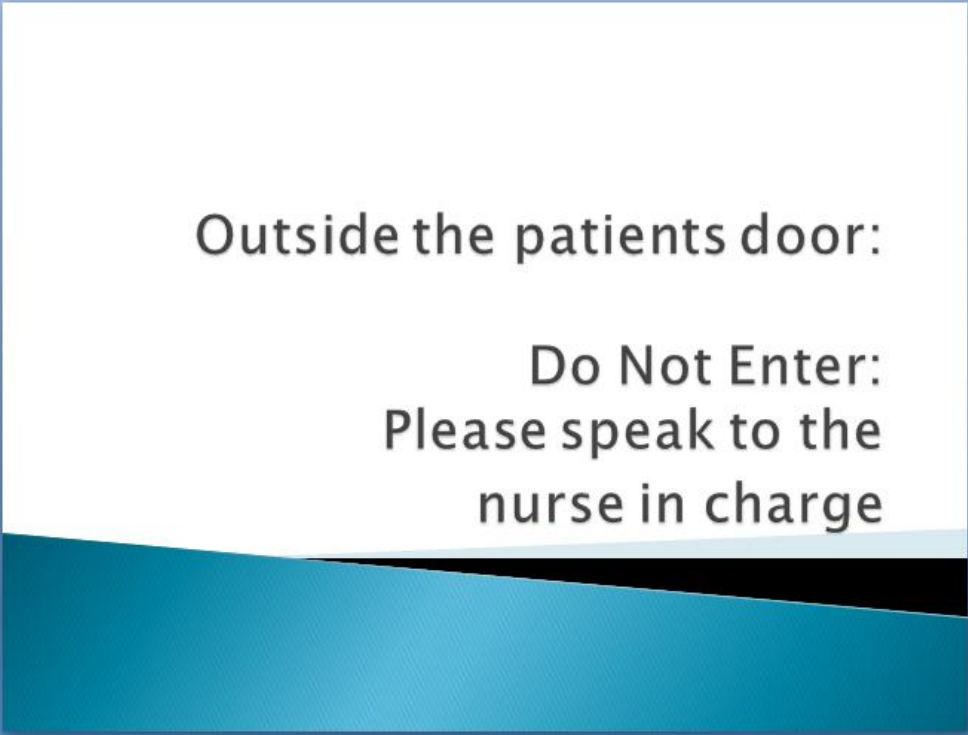 Outside the patients door:
Do Not Enter:
Please speak to the
nurse in charge